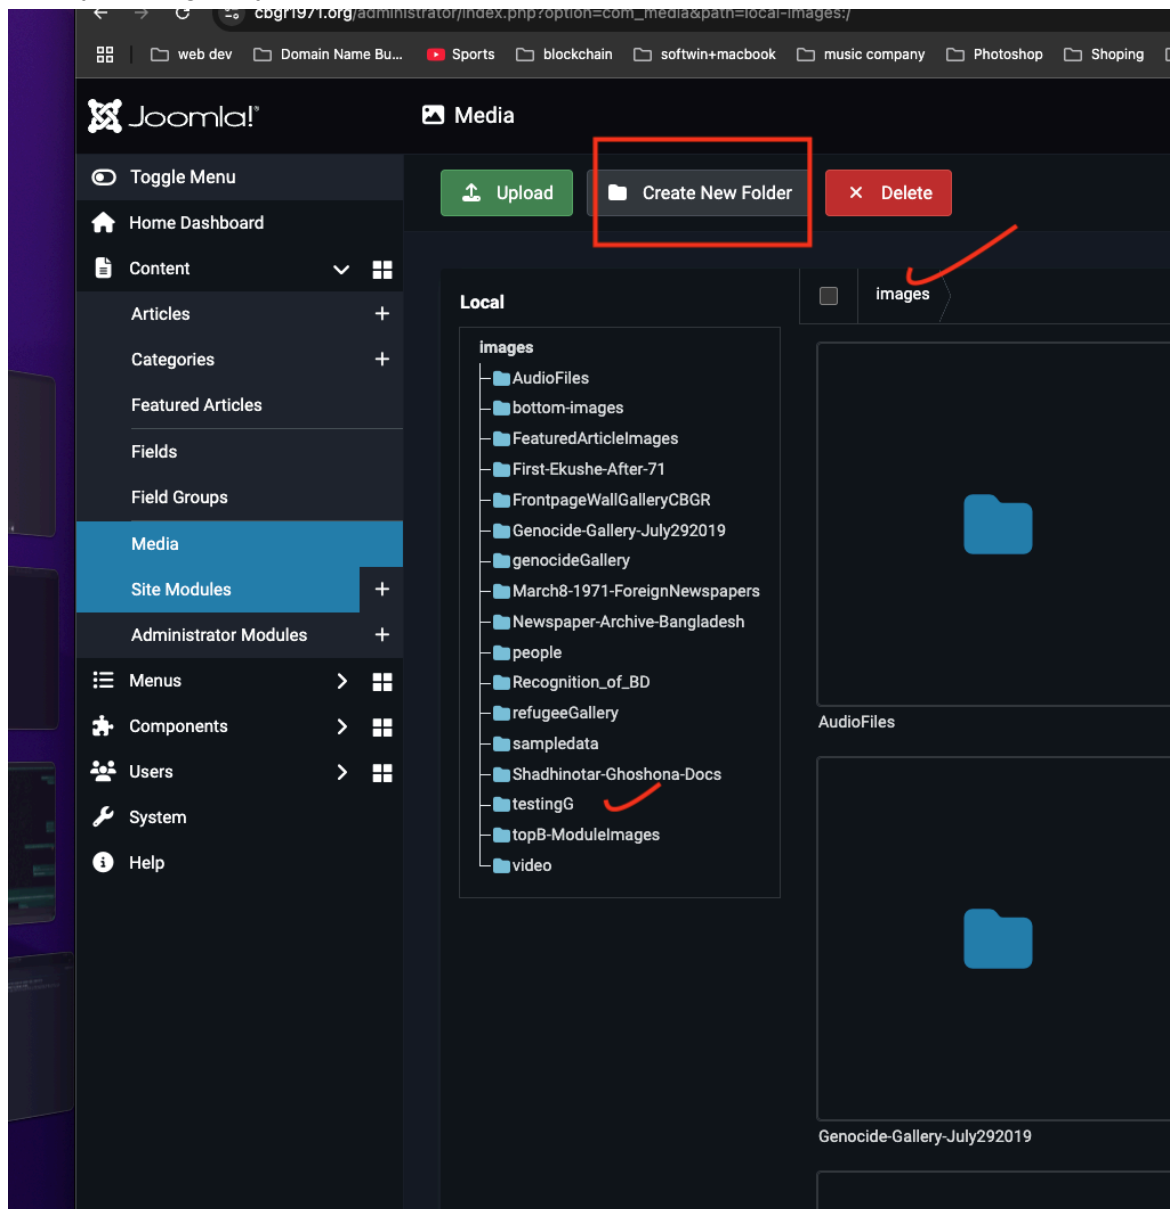 cbgr1971.org/administrator/index.php?option=com_media&path=local-images:/
web dev Domain Name Bu... Sports blockchain softwin+macbook music company Photoshop Shoping
Joomla!
Media
Toggle Menu
Upload Create New Folder Delete
Home Dashboard
Content
Articles
Categories
Featured Articles
Fields
Field Groups
Media
Site Modules
Administrator Modules
Menus
Components
Users
System
Help
Local
images
AudioFiles
bottom-images
FeaturedArticleImages
First-Ekushe-After-71
FrontpageWallGalleryCBGR
Genocide-Gallery-July292019
genocideGallery
March8-1971-ForeignNewspapers
Newspaper-Archive-Bangladesh
people
Recognition_of_BD
refugeeGallery
sampledata
Shadhinotar-Ghoshona-Docs
testingG
topB-ModuleImages
video
images
AudioFiles
Genocide-Gallery-July292019